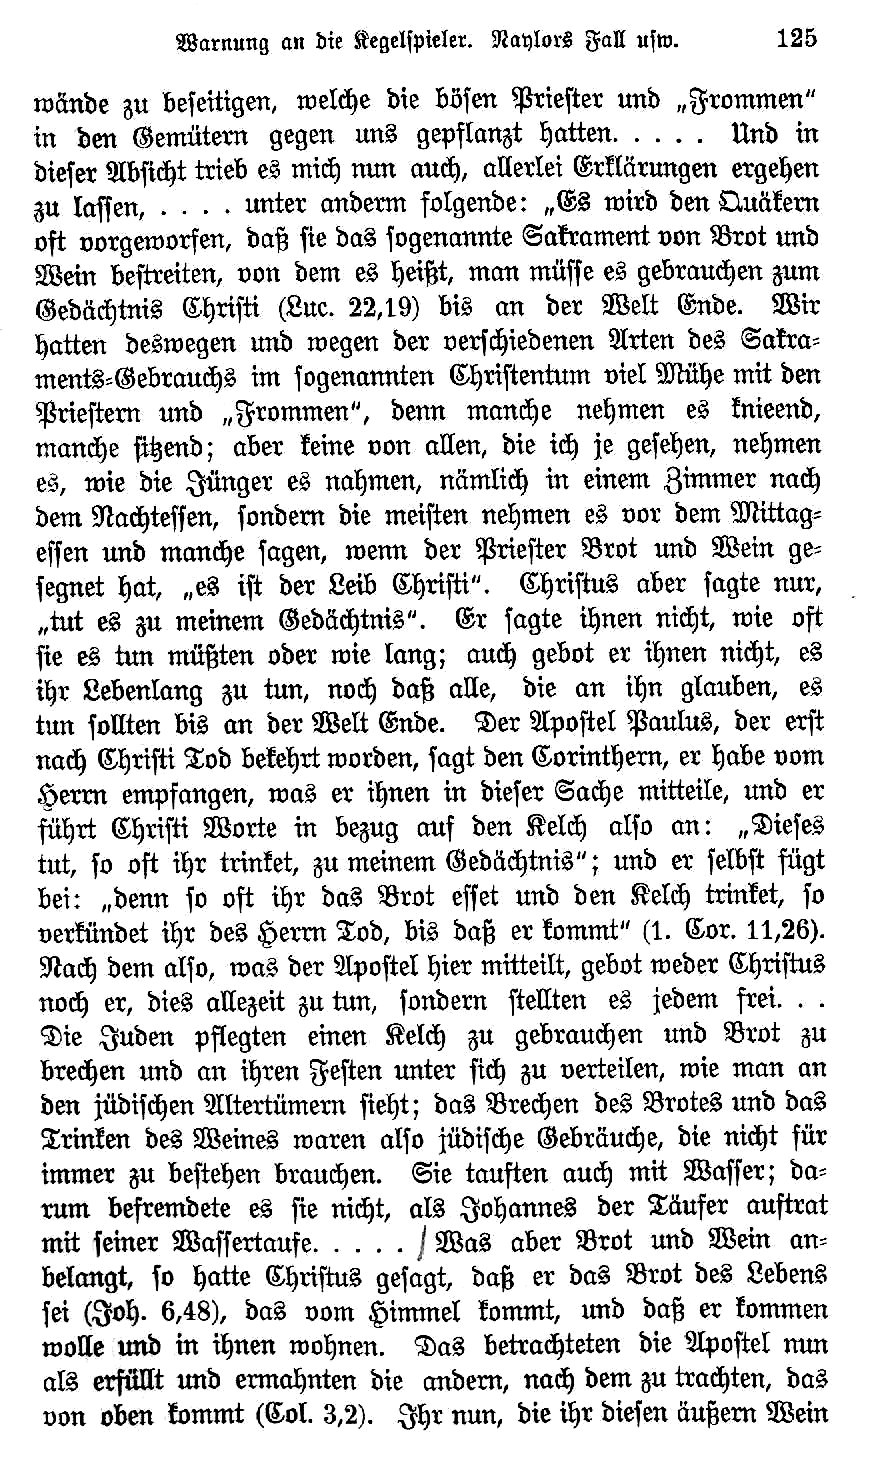 Warnung an die Kegelspieler. Naylors Fall usw. 125
wände zu beseitigen, welche die bösen Priester und „Frommen“
in den Gemütern gegen uns gepflanzt hatten. . . . . Und in
dieser Absicht trieb es mich nun auch, allerlei Erklärungen ergehen
zu lassen, . . . . unter anderm folgende: „Es wird den Quäkern
oft vorgeworfen, daß sie das sogenannte Sakrament von Brot und
Wein bestreiten, von dem es heißt, man müsse es gebrauchen zum
Gedächtnis Christi (Luc. 22,19) bis an der Welt Ende. Wir
hatten deswegen und wegen der verschiedenen Arten des Sakra-
ments-Gebrauchs im sogenannten Christentum viel Mühe mit den
Priestern und „Frommen“, denn manche nehmen es knieend,
manche sitzend; aber keine von allen, die ich je gesehen, nehmen
es, wie die Jünger es nahmen, nämlich in einem Zimmer nach
dem Nachtessen, sondern die meisten nehmen es vor dem Mittag-
essen und manche sagen, wenn der Priester Brot und Wein ge-
segnet hat, „es ist der Leib Christi“. Christus aber sagte nur,
„tut es zu meinem Gedächtnis“. Er sagte ihnen nicht, wie oft
sie es tun müßten oder wie lang; auch gebot er ihnen nicht, es
ihr Lebenlang zu tun, noch daß alle, die an ihn glauben, es
tun sollten bis an der Welt Ende. Der Apostel Paulus, der erst
nach Christi Tod bekehrt worden, sagt den Corinthern, er habe vom
Herrn empfangen, was er ihnen in dieser Sache mitteile, und er
führt Christi Worte in bezug auf den Kelch also an: „Dieses
tut, so oft ihr trinket, zu meinem Gedächtnis“; und er selbst fügt
bei: „denn so oft ihr das Brot esset und den Kelch trinket, so
verkündet ihr des Herrn Tod, bis daß er kommt“ (1. Cor. 11,26).
Nach dem also, was der Apostel hier mitteilt, gebot weder Christus
noch er, dies allezeit zu tun, sondern stellten es jedem frei. . .
Die Juden pflegten einen Kelch zu gebrauchen und Brot zu
brechen und an ihren Festen unter sich zu verteilen, wie man an
den jüdischen Altertümern sieht; das Brechen des Brotes und das
Trinken des Weines waren also jüdische Gebräuche, die nicht für
immer zu bestehen brauchen. Sie tauften auch mit Wasser; da-
rum befremdete es sie nicht, als Johannes der Täufer auftrat
mit seiner Wassertaufe. . . . . / Was aber Brot und Wein an-
belangt, so hatte Christus gesagt, daß er das Brot des Lebens
sei (Joh. 6,48), das vom Himmel kommt, und daß er kommen
wolle und in ihnen wohnen. Das betrachteten die Apostel nun
als erfüllt und ermahnten die andern, nach dem zu trachten, das
von oben kommt (Col. 3,2). Ihr nun, die ihr diesen äußern Wein